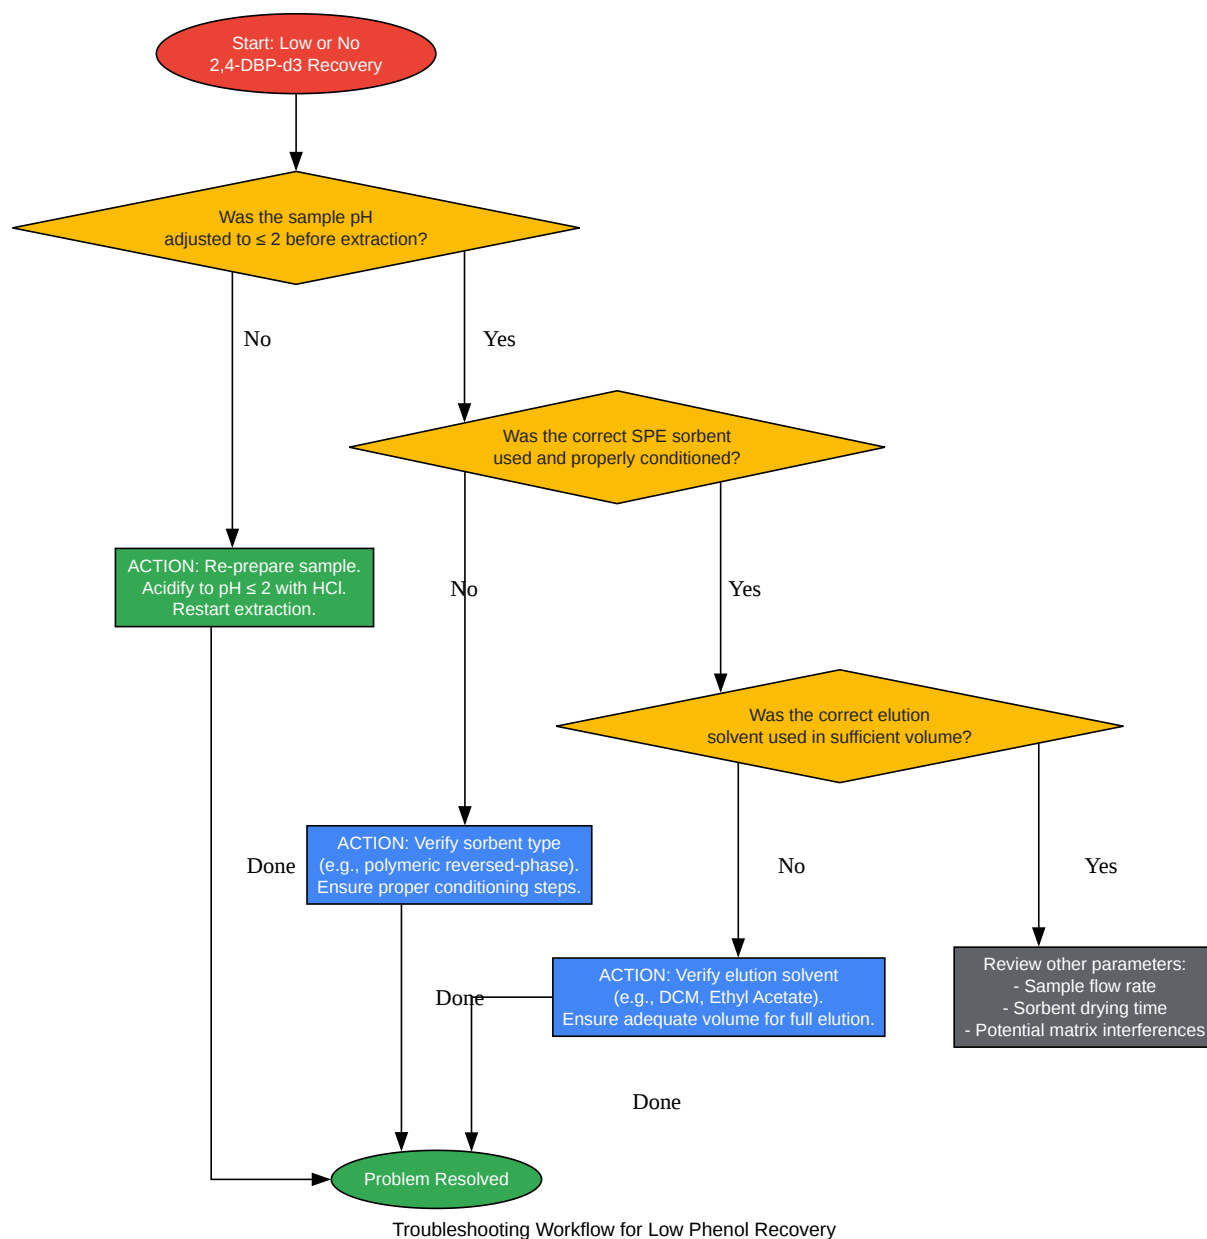 Start: Low or No
2,4-DBP-d3 Recovery
Was the sample pH
adjusted to ≤ 2 before extraction?
No
Yes
Was the correct SPE sorbent
used and properly conditioned?
ACTION: Re-prepare sample.
Acidify to pH ≤ 2 with HCl.
Restart extraction.
No
Yes
Was the correct elution
solvent used in sufficient volume?
ACTION: Verify sorbent type
(e.g., polymeric reversed-phase).
Ensure proper conditioning steps.
Done
No
Yes
ACTION: Verify elution solvent
(e.g., DCM, Ethyl Acetate).
Ensure adequate volume for full elution.
Review other parameters:
- Sample flow rate
- Sorbent drying time
- Potential matrix interferences
Done
Done
Problem Resolved
Troubleshooting Workflow for Low Phenol Recovery